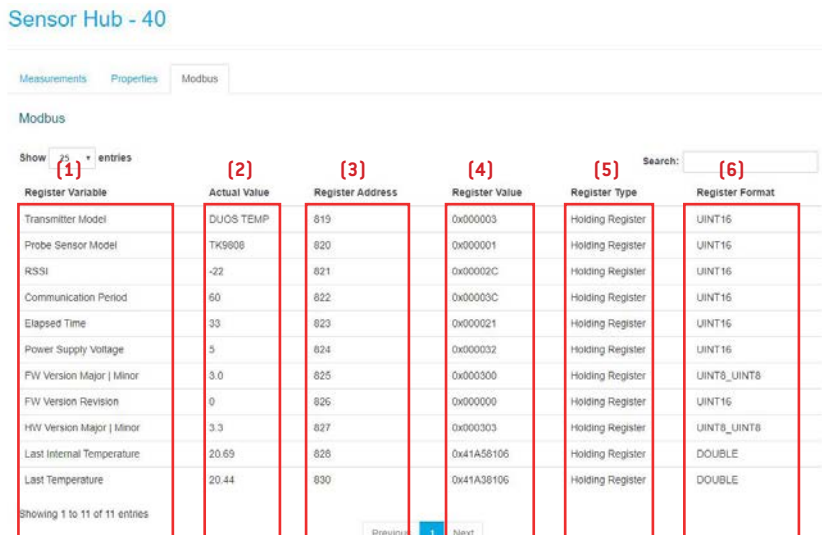 Sensor Hub - 40
Measurements Properties Modbus
Modbus
Show 25 entries Search:
(1) (2) (3) (4) (5) (6)
Register Variable Actual Value Register Address Register Value Register Type Register Format
Transmitter Model DUOS TEMP 819 0x000003 Holding Register UINT16
Probe Sensor Model TK9808 820 0x000001 Holding Register UINT16
RSSI -22 821 0x00002C Holding Register UINT16
Communication Period 60 822 0x00003C Holding Register UINT16
Elapsed Time 33 823 0x000021 Holding Register UINT16
Power Supply Voltage 5 824 0x000032 Holding Register UINT16
FW Version Major | Minor 3.0 825 0x000300 Holding Register UINT8_UINT8
FW Version Revision 0 826 0x000000 Holding Register UINT16
HW Version Major | Minor 3.3 827 0x000303 Holding Register UINT8_UINT8
Last Internal Temperature 20.69 828 0x41A58106 Holding Register DOUBLE
Last Temperature 20.44 830 0x41A38106 Holding Register DOUBLE
Showing 1 to 11 of 11 entries
Previous 1 Next